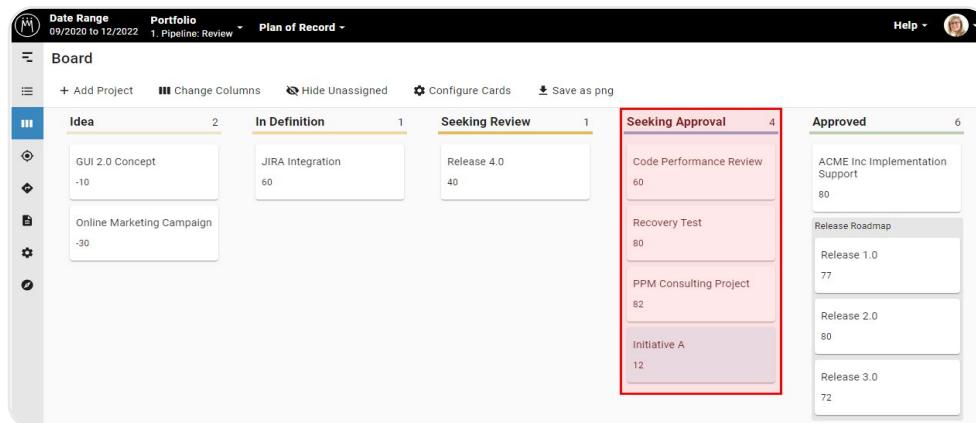 Date Range
09/2020 to 12/2022
Portfolio
1. Pipeline: Review
Plan of Record
Help
Board
+ Add Project
Change Columns
Hide Unassigned
Configure Cards
Save as png
Idea 2
GUI 2.0 Concept
-10
Online Marketing Campaign
-30
In Definition 1
JIRA Integration
60
Seeking Review 1
Release 4.0
40
Seeking Approval 4
Code Performance Review
60
Recovery Test
80
PPM Consulting Project
82
Initiative A
12
Approved 6
ACME Inc Implementation
Support
80
Release Roadmap
Release 1.0
77
Release 2.0
80
Release 3.0
72